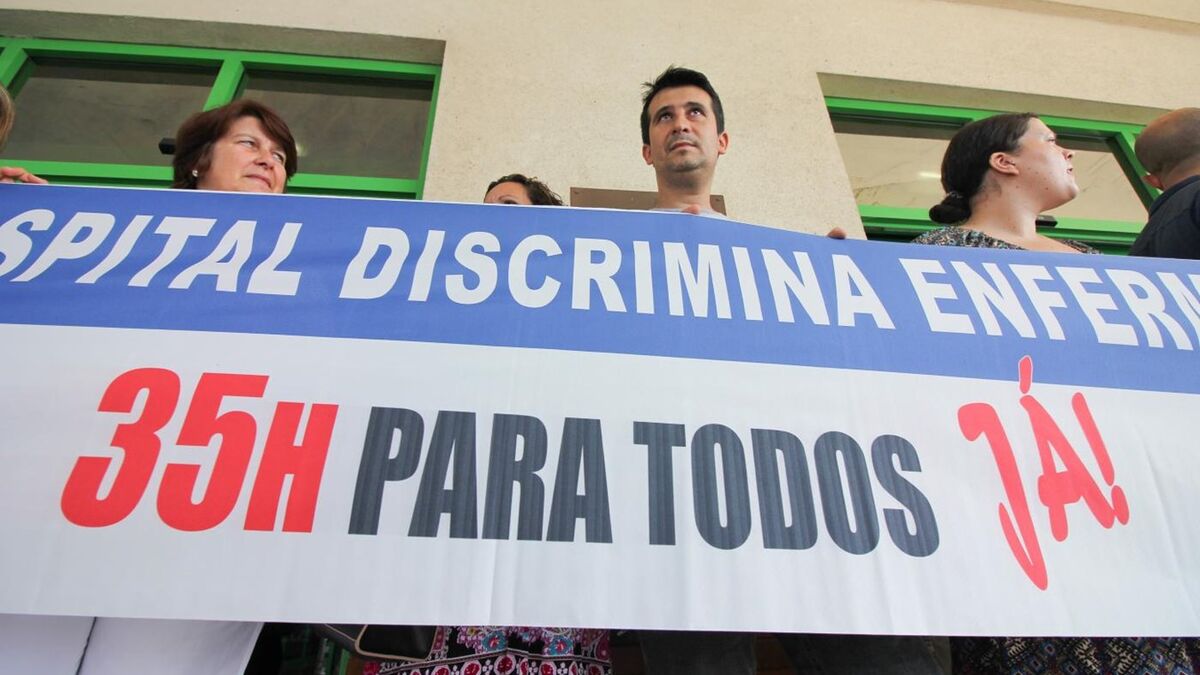 SPITAL DISCRIMINA ENFERM
35H PARA TODOS JÁ!